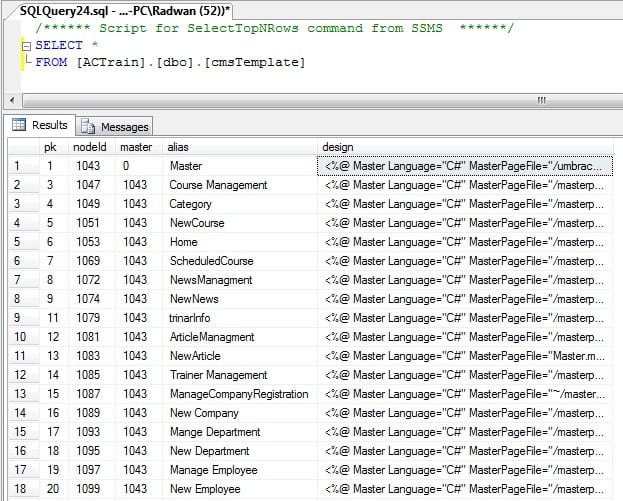 SQLQuery24.sql - ...-PC\Radwan (52))*
/****** Script for SelectTopNRows command from SSMS ******/
SELECT *
FROM [ACTrain].[dbo].[cmsTemplate]
Results Messages
pk nodeId master alias design
1 1 1043 0 Master <%@ Master Language="C#" MasterPageFile="/umbrac...
2 3 1047 1043 Course Management <%@ Master Language="C#" MasterPageFile="/masterp...
3 4 1049 1043 Category <%@ Master Language="C#" MasterPageFile="/masterp...
4 5 1051 1043 NewCourse <%@ Master Language="C#" MasterPageFile="/masterp...
5 6 1053 1043 Home <%@ Master Language="C#" MasterPageFile="/masterp...
6 7 1069 1043 ScheduledCourse <%@ Master Language="C#" MasterPageFile="/masterp...
7 8 1072 1043 NewsManagment <%@ Master Language="C#" MasterPageFile="/masterp...
8 9 1074 1043 NewNews <%@ Master Language="C#" MasterPageFile="/masterp...
9 11 1079 1043 trinarInfo <%@ Master Language="C#" MasterPageFile="/masterp...
10 12 1081 1043 ArticleManagment <%@ Master Language="C#" MasterPageFile="/masterp...
11 13 1083 1043 NewArticle <%@ Master Language="C#" MasterPageFile="Master.m...
12 14 1085 1043 Trainer Management <%@ Master Language="C#" MasterPageFile="/masterp...
13 15 1087 1043 ManageCompanyRegistration <%@ Master Language="C#" MasterPageFile="~/master...
14 16 1089 1043 New Company <%@ Master Language="C#" MasterPageFile="/masterp...
15 17 1093 1043 Mange Department <%@ Master Language="C#" MasterPageFile="/masterp...
16 18 1095 1043 New Department <%@ Master Language="C#" MasterPageFile="/masterp...
17 19 1097 1043 Manage Employee <%@ Master Language="C#" MasterPageFile="/masterp...
18 20 1099 1043 New Employee <%@ Master Language="C#" MasterPageFile="/masterp...